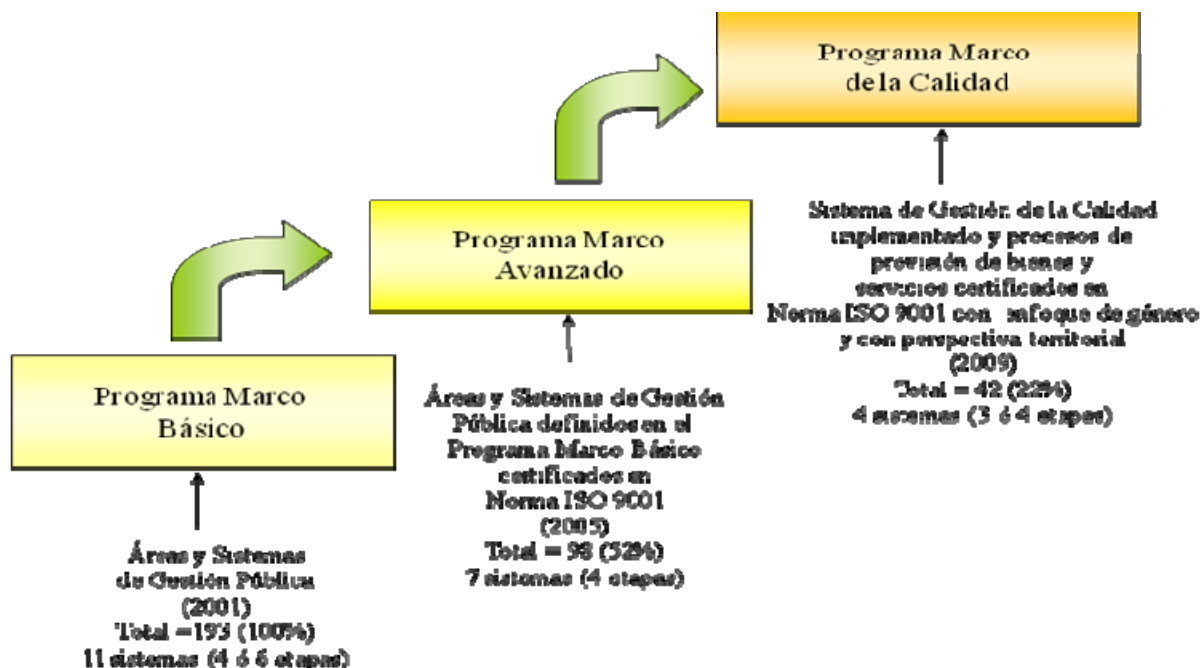 Programa Marco
de la Calidad
Sistema de Gestión de la Calidad
implementado y procesos de
provisión de bienes y
servicios certificados en
Norma ISO 9001 con enfoque de género
y con perspectiva territorial
(2009)
Total = 42 (22%)
4 sistemas (3 ó 4 etapas)
Programa Marco
Avanzado
Áreas y Sistemas de Gestión
Pública definidos en el
Programa Marco Básico
certificados en
Norma ISO 9001
(2005)
Total = 98 (52%)
7 sistemas (4 etapas)
Programa Marco
Básico
Áreas y Sistemas
de Gestión Pública
(2001)
Total = (100%)
11 sistemas (4 ó 6 etapas)